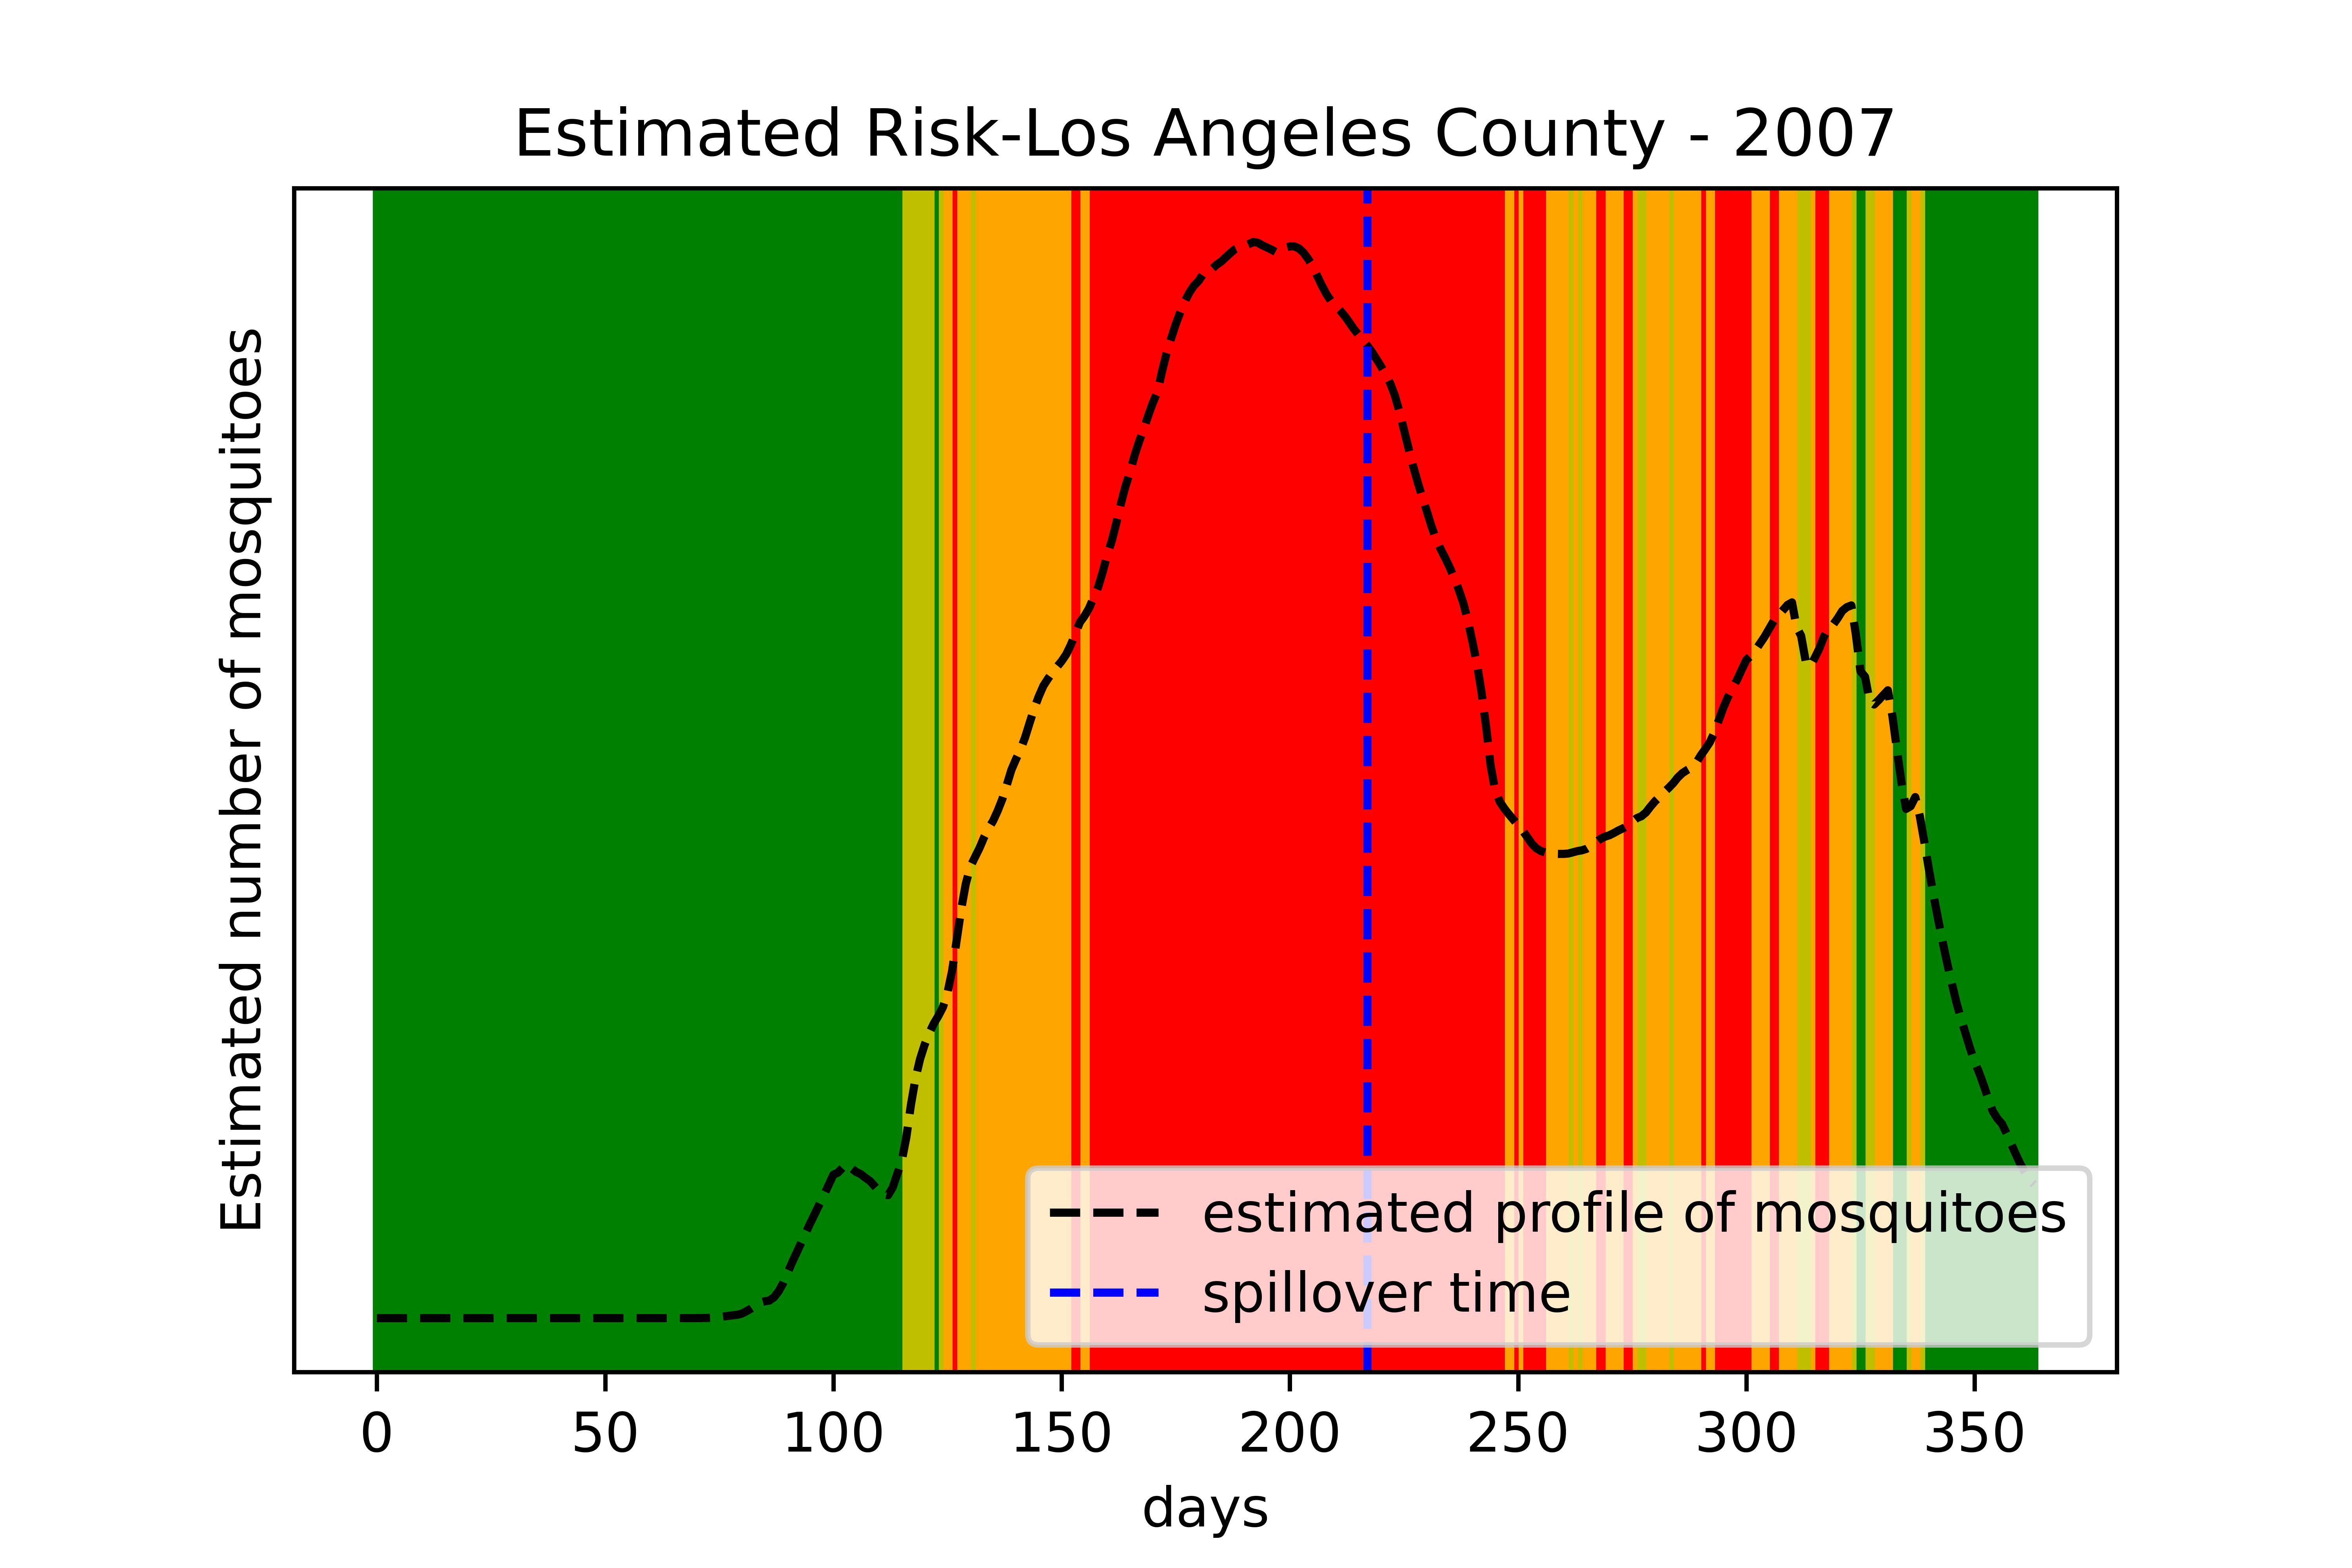 Estimated Risk-Los Angeles County - 2007
Estimated number of mosquitoes
estimated profile of mosquitoes
spillover time
0 50 100 150 200 250 300 350
days